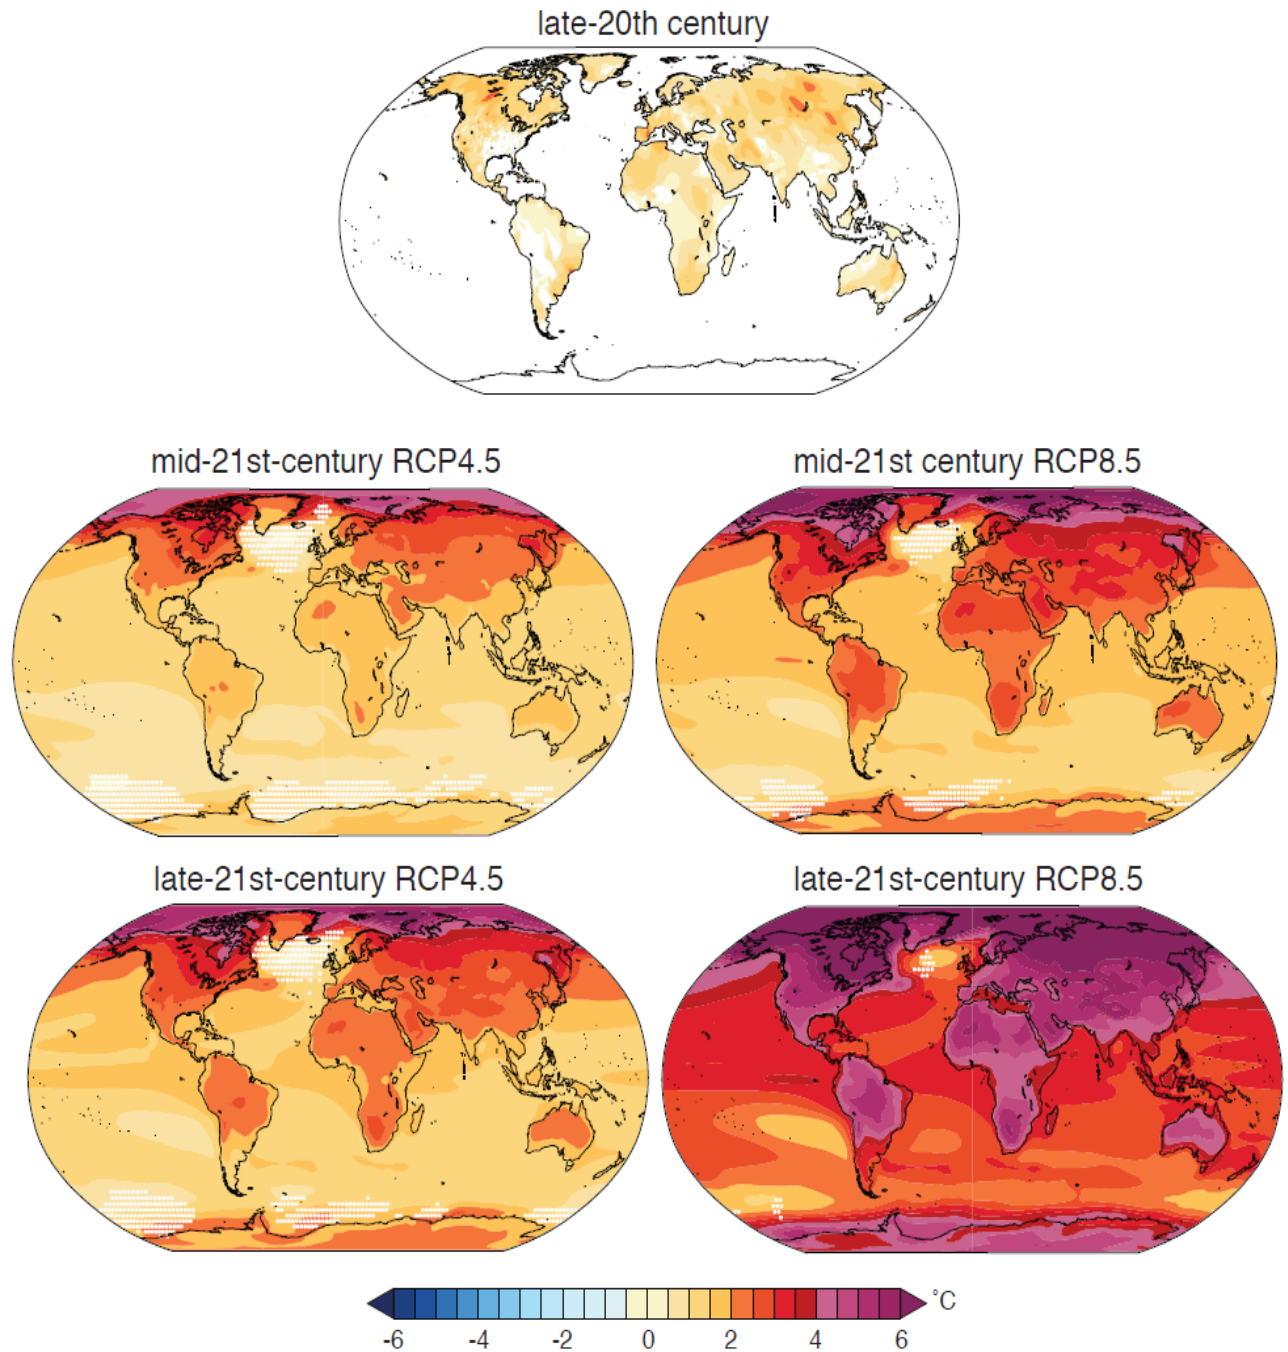 late-20th century
mid-21st-century RCP4.5
mid-21st century RCP8.5
late-21st-century RCP4.5
late-21st-century RCP8.5
°C
-6 -4 -2 0 2 4 6